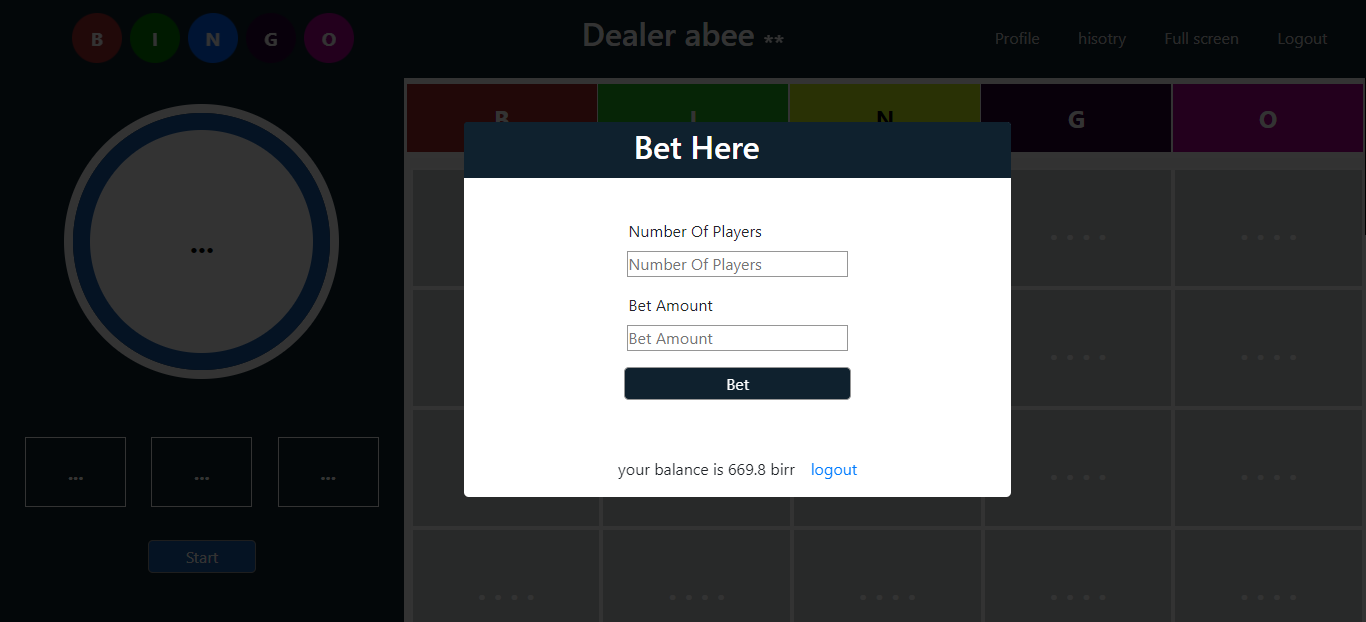 B I N G O
Dealer abee **
Profile hisotry Full screen Logout
B I N G O
Bet Here
...
Number Of Players
Number Of Players
Bet Amount
Bet Amount
Bet
your balance is 669.8 birr logout
... ... ...
Start